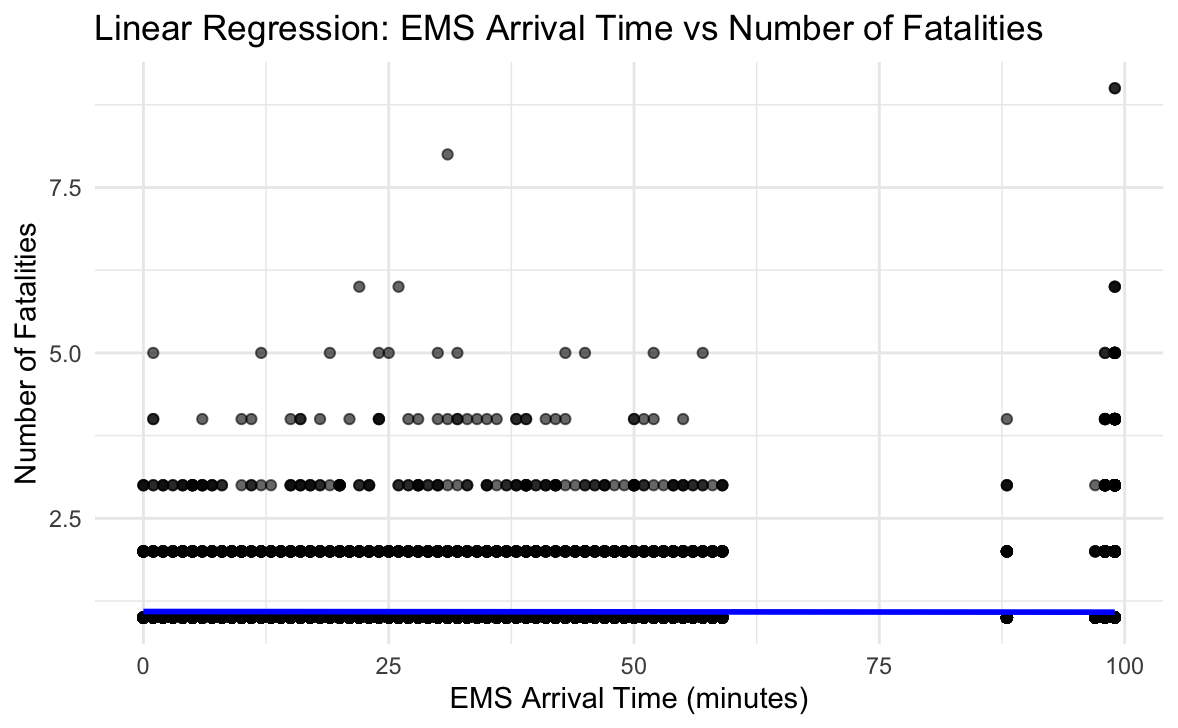 Linear Regression: EMS Arrival Time vs Number of Fatalities
Number of Fatalities
7.5
5.0
2.5
0
25
50
75
100
EMS Arrival Time (minutes)